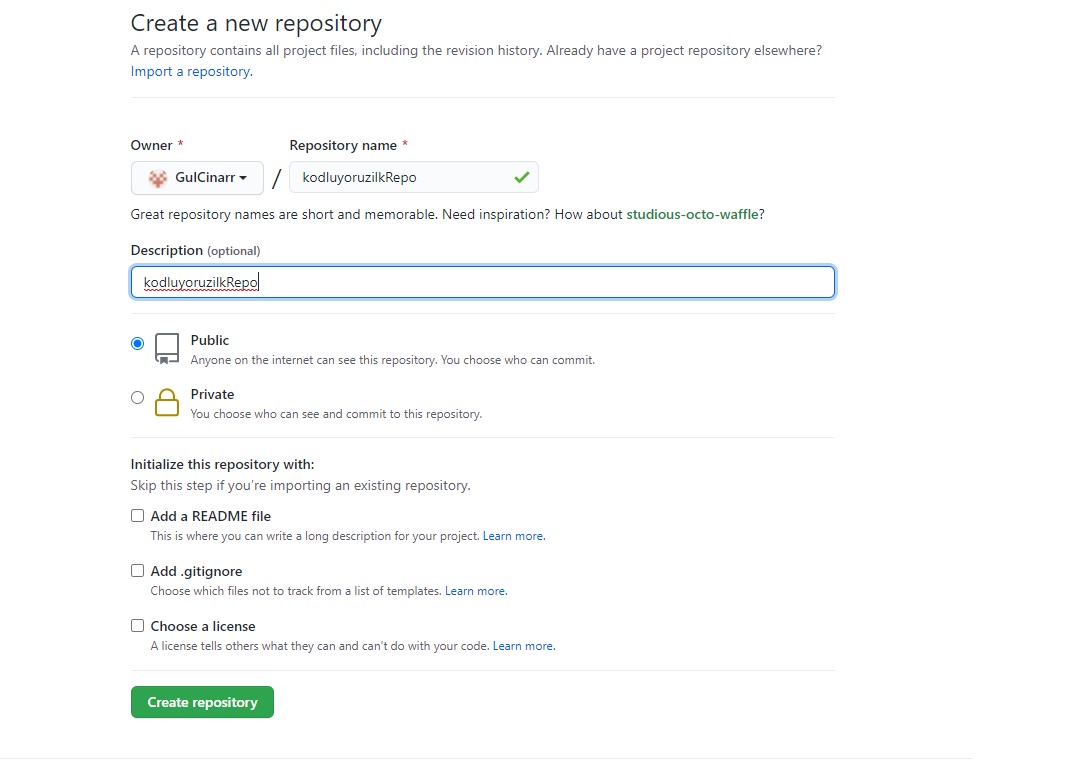 Create a new repository
A repository contains all project files, including the revision history. Already have a project repository elsewhere?
Import a repository.
Owner *
Repository name *
GulCinarr
/
kodluyoruzilkRepo
Great repository names are short and memorable. Need inspiration? How about studious-octo-waffle?
Description (optional)
kodluyoruzilkRepo
Public
Anyone on the internet can see this repository. You choose who can commit.
Private
You choose who can see and commit to this repository.
Initialize this repository with:
Skip this step if you're importing an existing repository.
Add a README file
This is where you can write a long description for your project. Learn more.
Add .gitignore
Choose which files not to track from a list of templates. Learn more.
Choose a license
A license tells others what they can and can't do with your code. Learn more.
Create repository